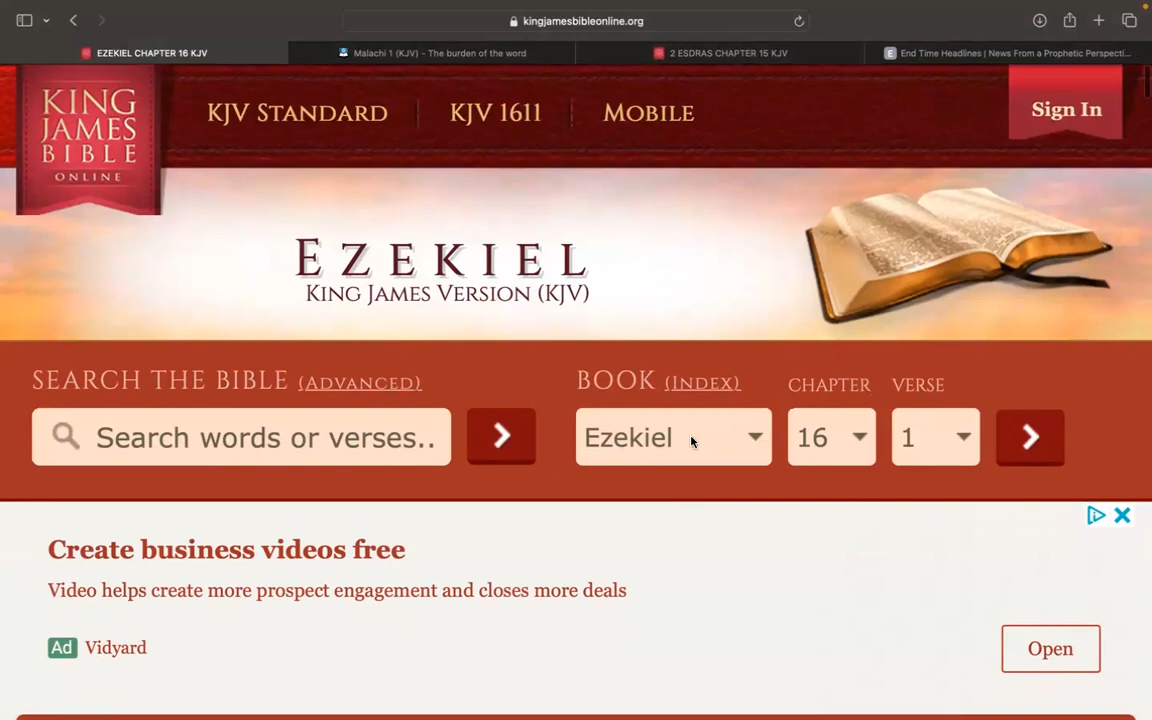 kingjamesbibleonline.org
EZEKIEL CHAPTER 16 KJV
Malachi 1 (KJV) - The burden of the word
2 ESDRAS CHAPTER 15 KJV
E
End Time Headlines | News From a Prophetic Perspecti...
KING
JAMES
BIBLE
ONLINE
KJV STANDARD
KJV 1611
MOBILE
Sign In
EZEKIEL
KING JAMES VERSION (KJV)
SEARCH THE BIBLE (ADVANCED)
BOOK (INDEX)
CHAPTER
VERSE
Search words or verses..
Ezekiel
16
1
Create business videos free
Video helps create more prospect engagement and closes more deals
Ad Vidyard
Open